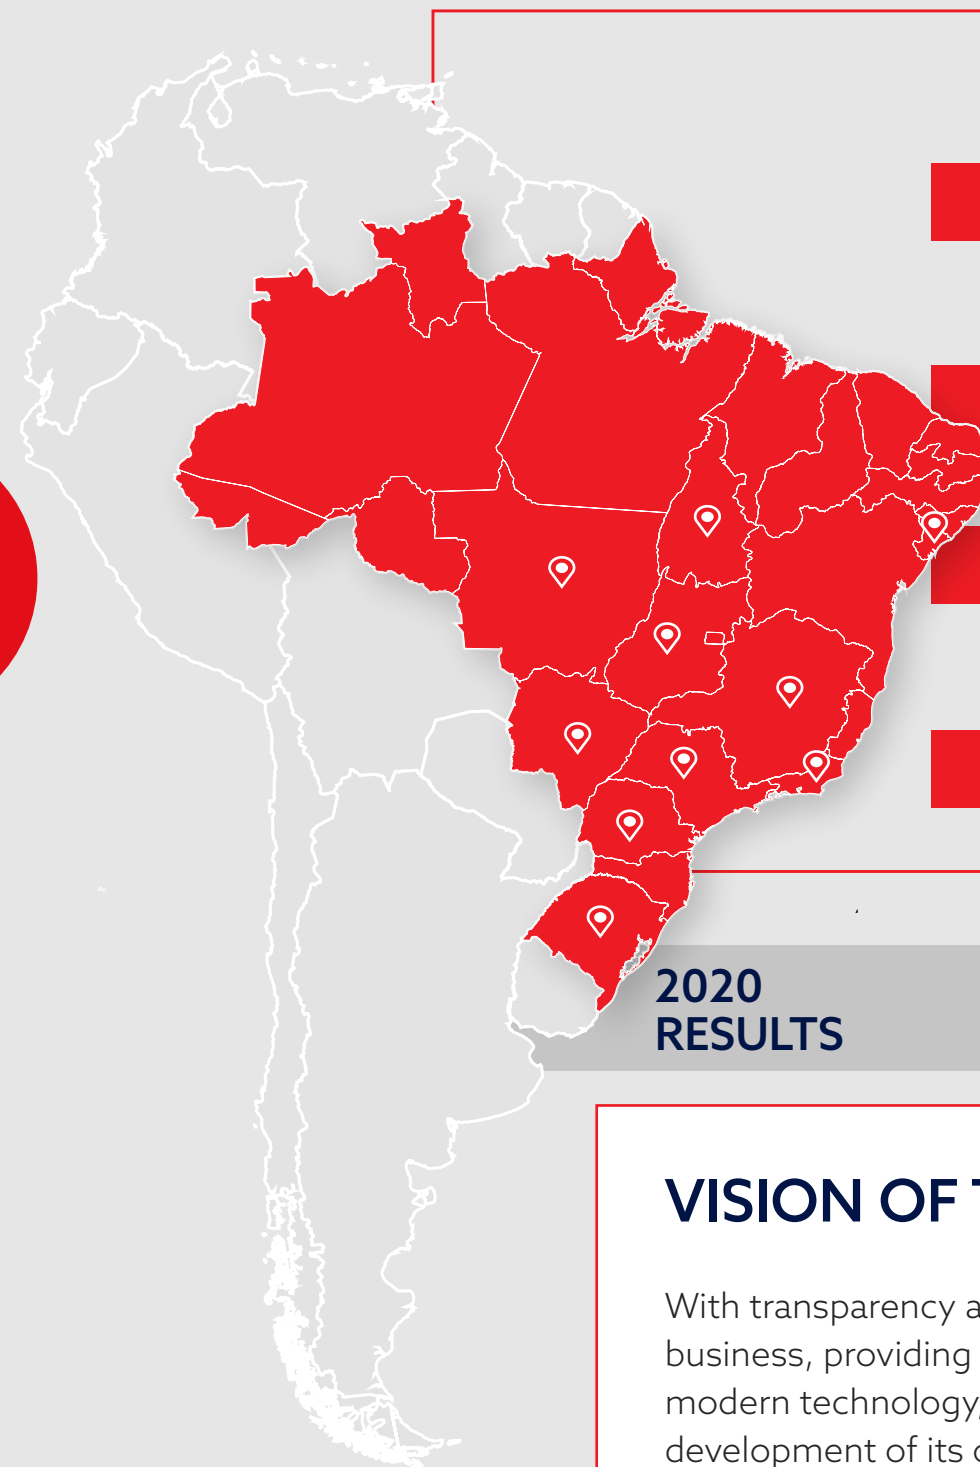 2020
RESULTS
VISION OF
With transparency a
business, providing
modern technology,
development of its